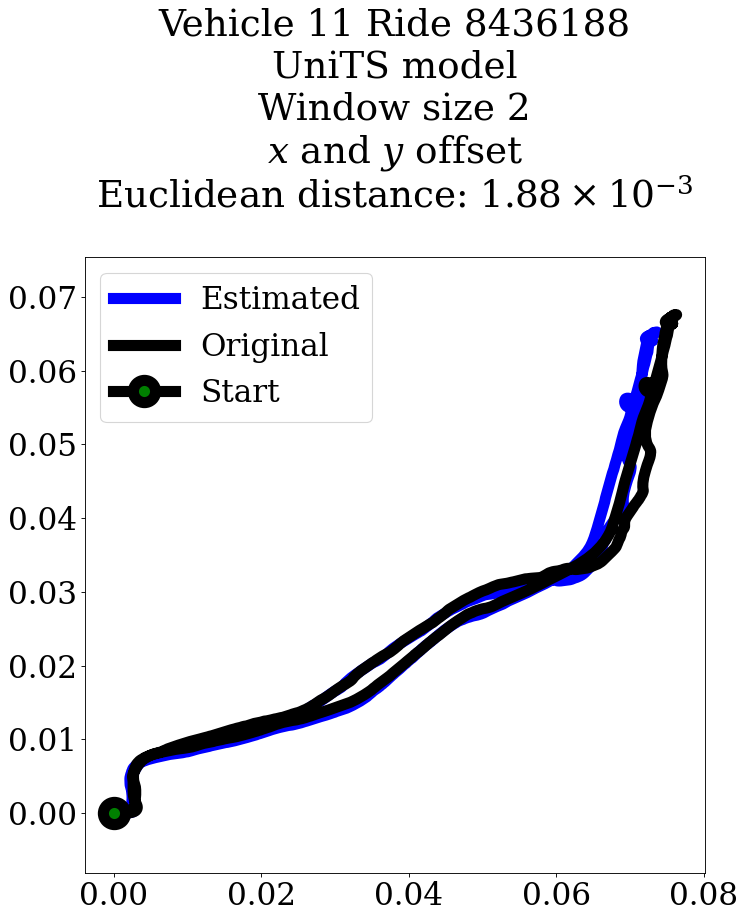 Vehicle 11 Ride 8436188
UniTS model
Window size 2
x and y offset
Euclidean distance: 1.88 × 10⁻³
Estimated
Original
Start
0.07
0.06
0.05
0.04
0.03
0.02
0.01
0.00
0.00 0.02 0.04 0.06 0.08